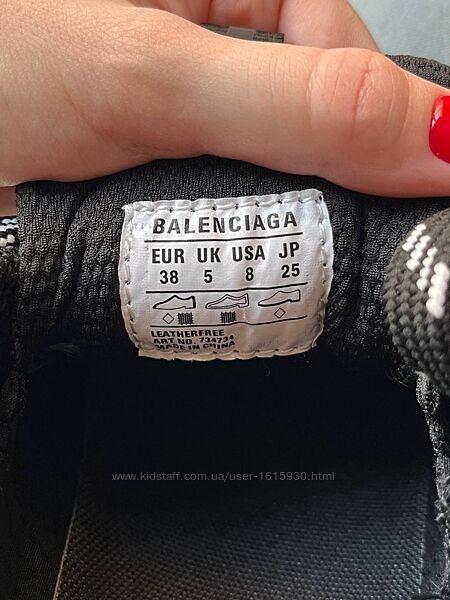 BALENCIAGA
EUR UK USA JP
38 5 8 25
LEATHERFREE
ART NO. 734734
MADE IN CHINA
www.kidstaff.com.ua/user-1615930.html